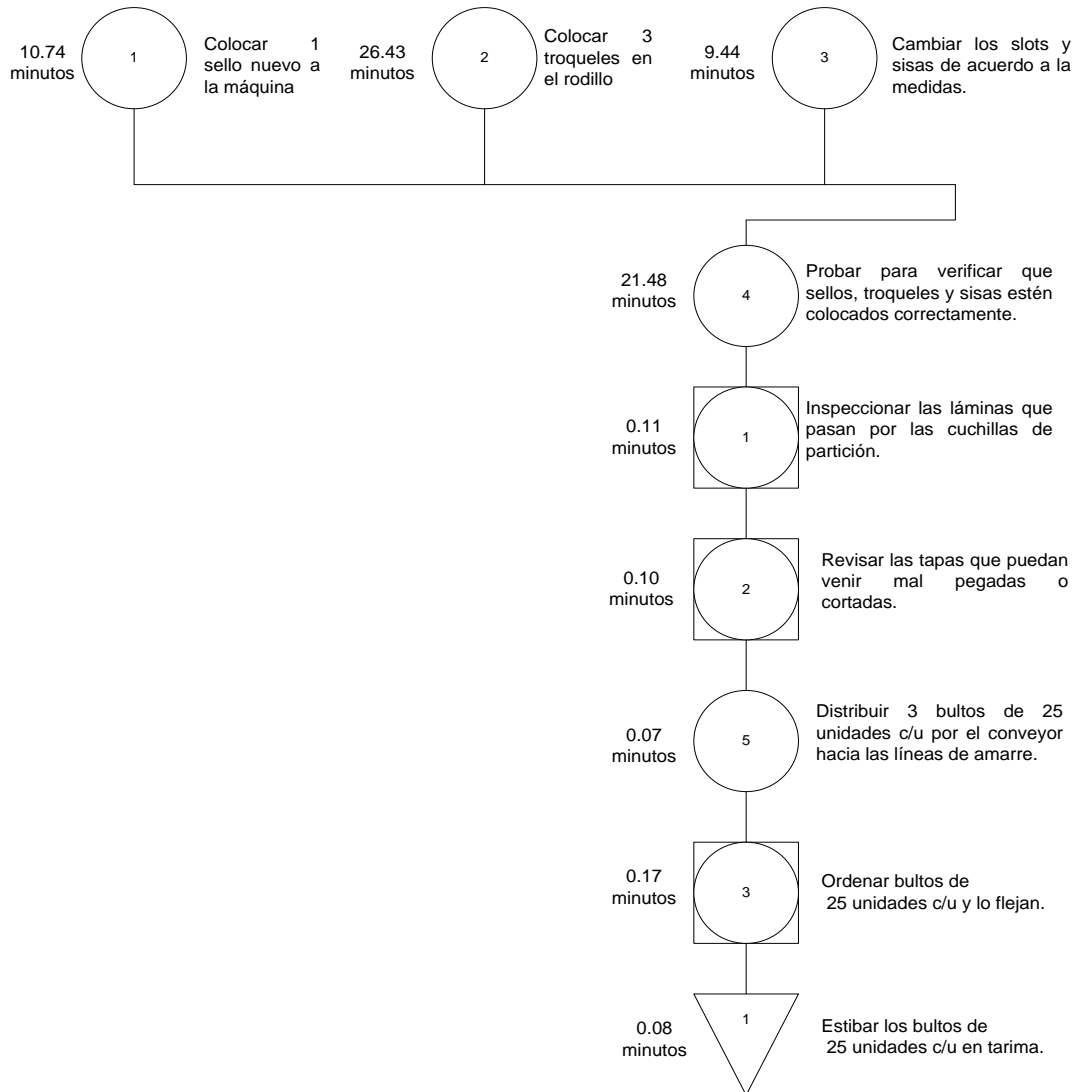 10.74
minutos
1
Colocar 1
sello nuevo a
la máquina
26.43
minutos
2
Colocar 3
troqueles en
el rodillo
9.44
minutos
3
Cambiar los slots y
sisas de acuerdo a la
medidas.
21.48
minutos
4
Probar para verificar que
sellos, troqueles y sisas estén
colocados correctamente.
0.11
minutos
1
Inspeccionar las láminas que
pasan por las cuchillas de
partición.
0.10
minutos
2
Revisar las tapas que puedan
venir mal pegadas o
cortadas.
0.07
minutos
5
Distribuir 3 bultos de 25
unidades c/u por el conveyor
hacia las líneas de amarre.
0.17
minutos
3
Ordenar bultos de
25 unidades c/u y lo flejan.
0.08
minutos
1
Estibar los bultos de
25 unidades c/u en tarima.